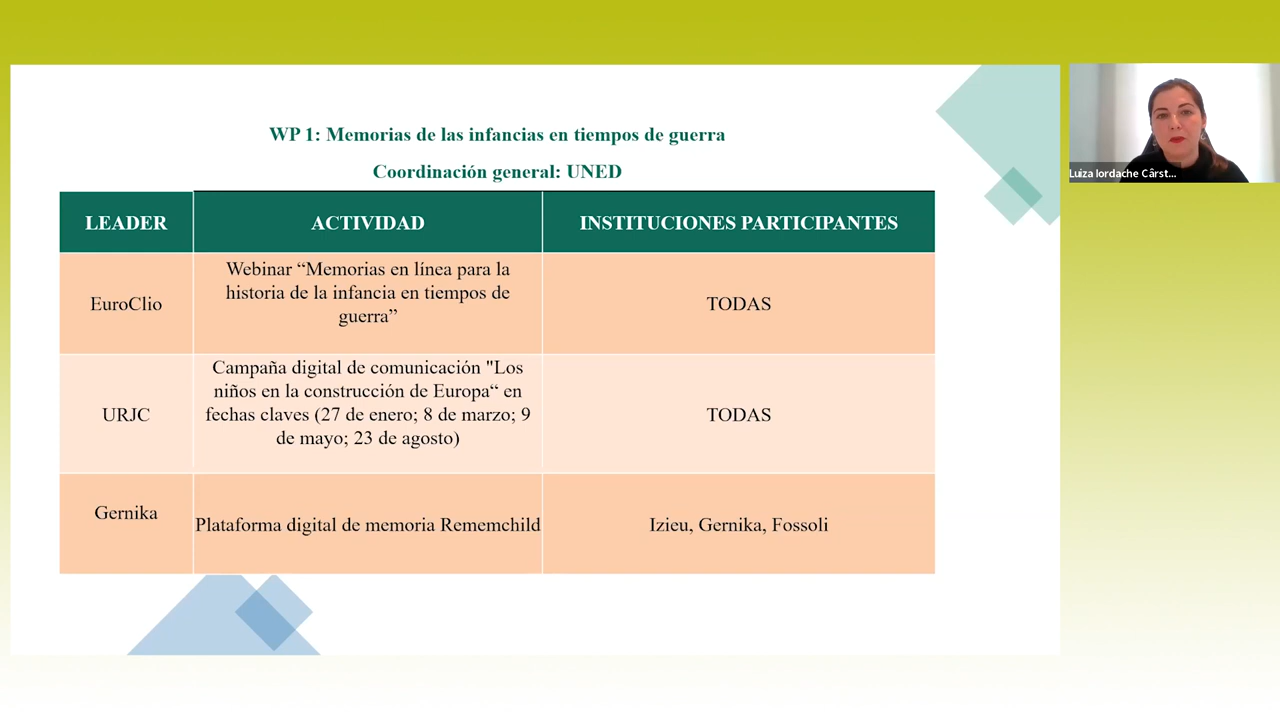 WP 1: Memorias de las infancias en tiempos de guerra
Coordinación general: UNED
LEADER
ACTIVIDAD
INSTITUCIONES PARTICIPANTES
EuroClio
Webinar “Memorias en línea para la
historia de la infancia en tiempos de
guerra”
TODAS
URJC
Campaña digital de comunicación "Los
niños en la construcción de Europa“ en
fechas claves (27 de enero; 8 de marzo; 9
de mayo; 23 de agosto)
TODAS
Gernika
Plataforma digital de memoria Rememchild
Izieu, Gernika, Fossoli
Luiza Iordache Cârst...